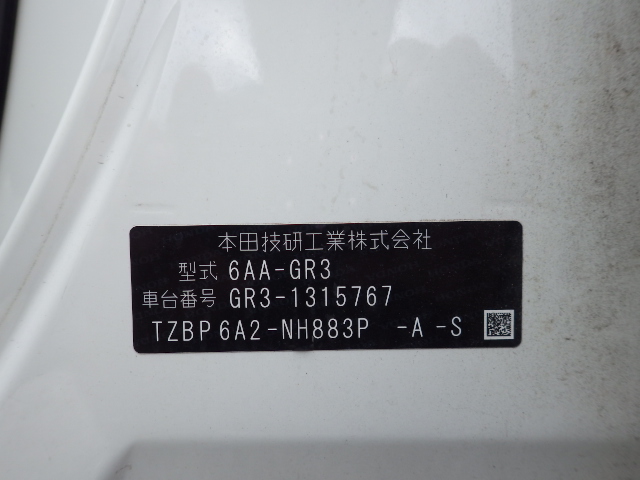 本田技研工業株式会社
型式 6AA-GR3
車台番号 GR3-1315767
TZBP 6A2-NH883P -A -S